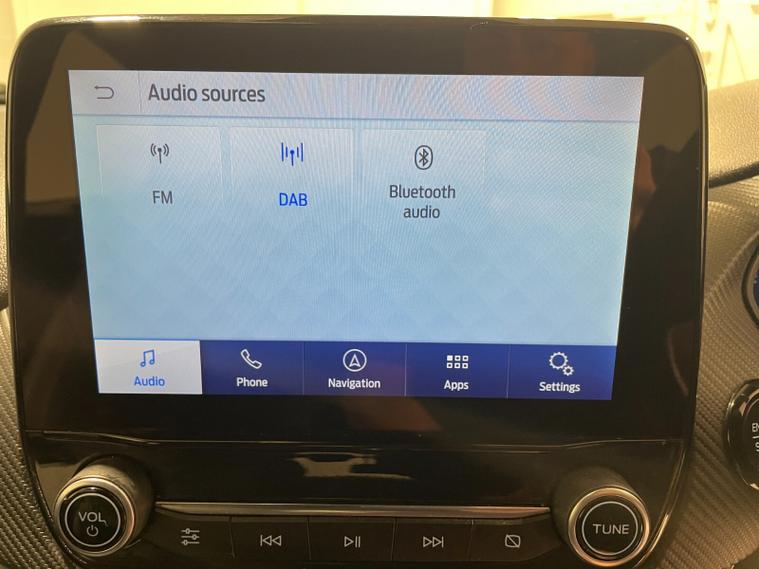 Audio sources
FM
DAB
Bluetooth
audio
Audio
Phone
Navigation
Apps
Settings
VOL
TUNE